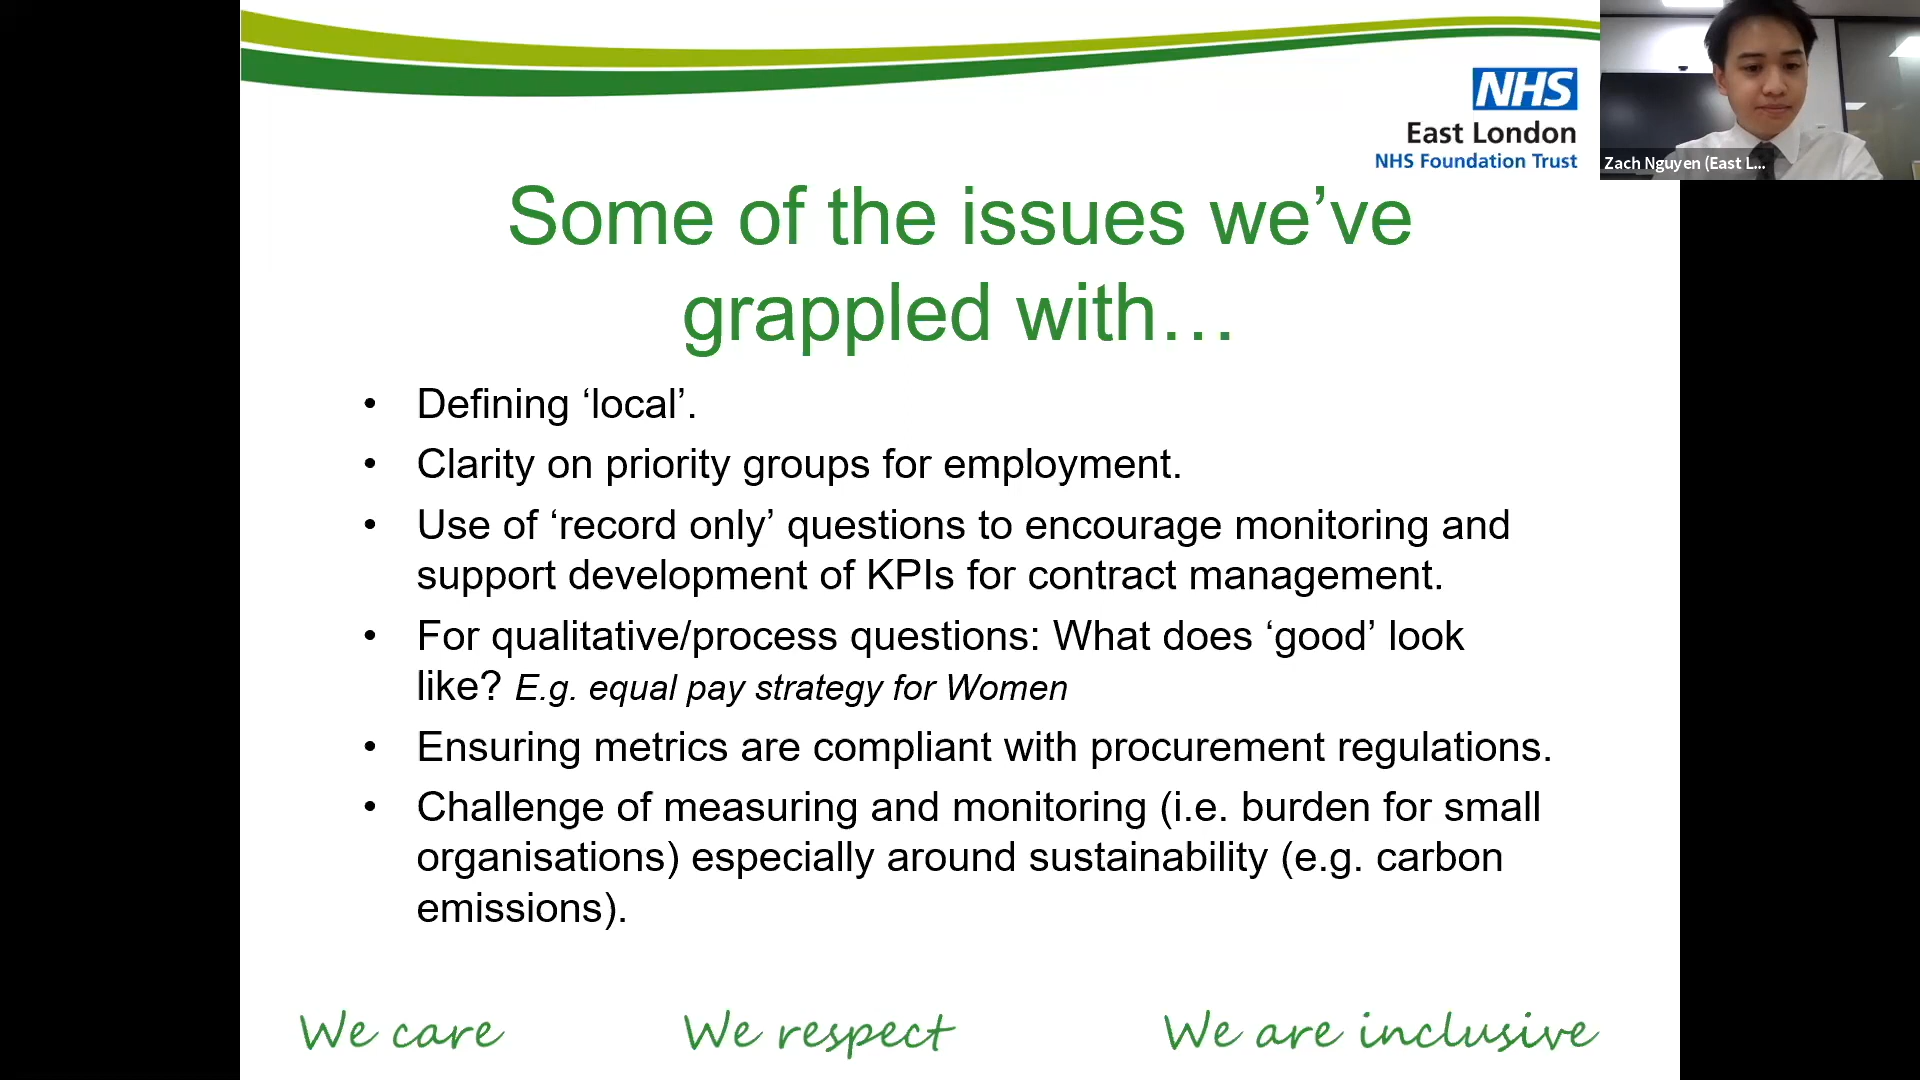 NHS
East London
NHS Foundation Trust
Zach Nguyen (East L...
Some of the issues we’ve
grappled with…
• Defining ‘local’.
• Clarity on priority groups for employment.
• Use of ‘record only’ questions to encourage monitoring and
support development of KPIs for contract management.
• For qualitative/process questions: What does ‘good’ look
like? E.g. equal pay strategy for Women
• Ensuring metrics are compliant with procurement regulations.
• Challenge of measuring and monitoring (i.e. burden for small
organisations) especially around sustainability (e.g. carbon
emissions).
We care We respect We are inclusive